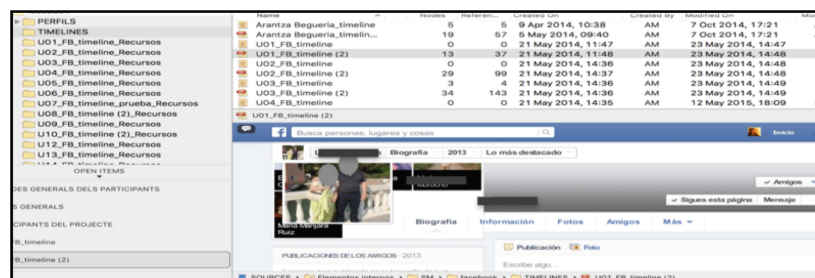 PERFILS
TIMELINES
U01_FB_timeline_Recursos
U02_FB_timeline_Recursos
U03_FB_timeline_Recursos
U04_FB_timeline_Recursos
U05_FB_timeline_Recursos
U06_FB_timeline_Recursos
U07_FB_timeline_prueba_Recursos
U08_FB_timeline (2)_Recursos
U09_FB_timeline_Recursos
U10_FB_timeline (2)_Recursos
U12_FB_timeline_Recursos
U13_FB_timeline_Recursos
OPEN ITEMS
DES GENERALS DELS PARTICIPANTS
S GENERALS
CIPANTS DEL PROJECTE
FB_timeline
FB_timeline (2)
Name Nodes Referen... Created On Created By Modified On
Arantza Begueria_timeline 5 5 9 Apr 2014, 10:38 AM 7 Oct 2014, 17:21
Arantza Begueria_timelin... 19 57 5 May 2014, 09:40 AM 7 Oct 2014, 17:21
U01_FB_timeline 0 0 21 May 2014, 11:47 AM 23 May 2014, 14:47
U01_FB_timeline (2) 13 37 21 May 2014, 11:48 AM 23 May 2014, 14:48
U02_FB_timeline 0 0 21 May 2014, 14:36 AM 23 May 2014, 14:48
U02_FB_timeline (2) 29 99 21 May 2014, 14:36 AM 23 May 2014, 14:48
U03_FB_timeline 3 4 21 May 2014, 14:36 AM 23 May 2014, 14:48
U03_FB_timeline (2) 34 143 21 May 2014, 14:36 AM 23 May 2014, 14:48
U04_FB_timeline 0 0 21 May 2014, 14:35 AM 12 May 2015, 18:09
U01_FB_timeline (2)
f Busca personas, lugares y cosas Inicio
Biografía 2013 Lo más destacado
Amigos
Sigues esta página Mensaje
Ruiz
Biografía Información Fotos Amigos Más
PUBLICACIONES DE LOS AMIGOS · 2013
Publicación Foto
Escribe algo...
SOURCES Elementos internos SM facebook TIMELINES U01_FB_timeline (2)